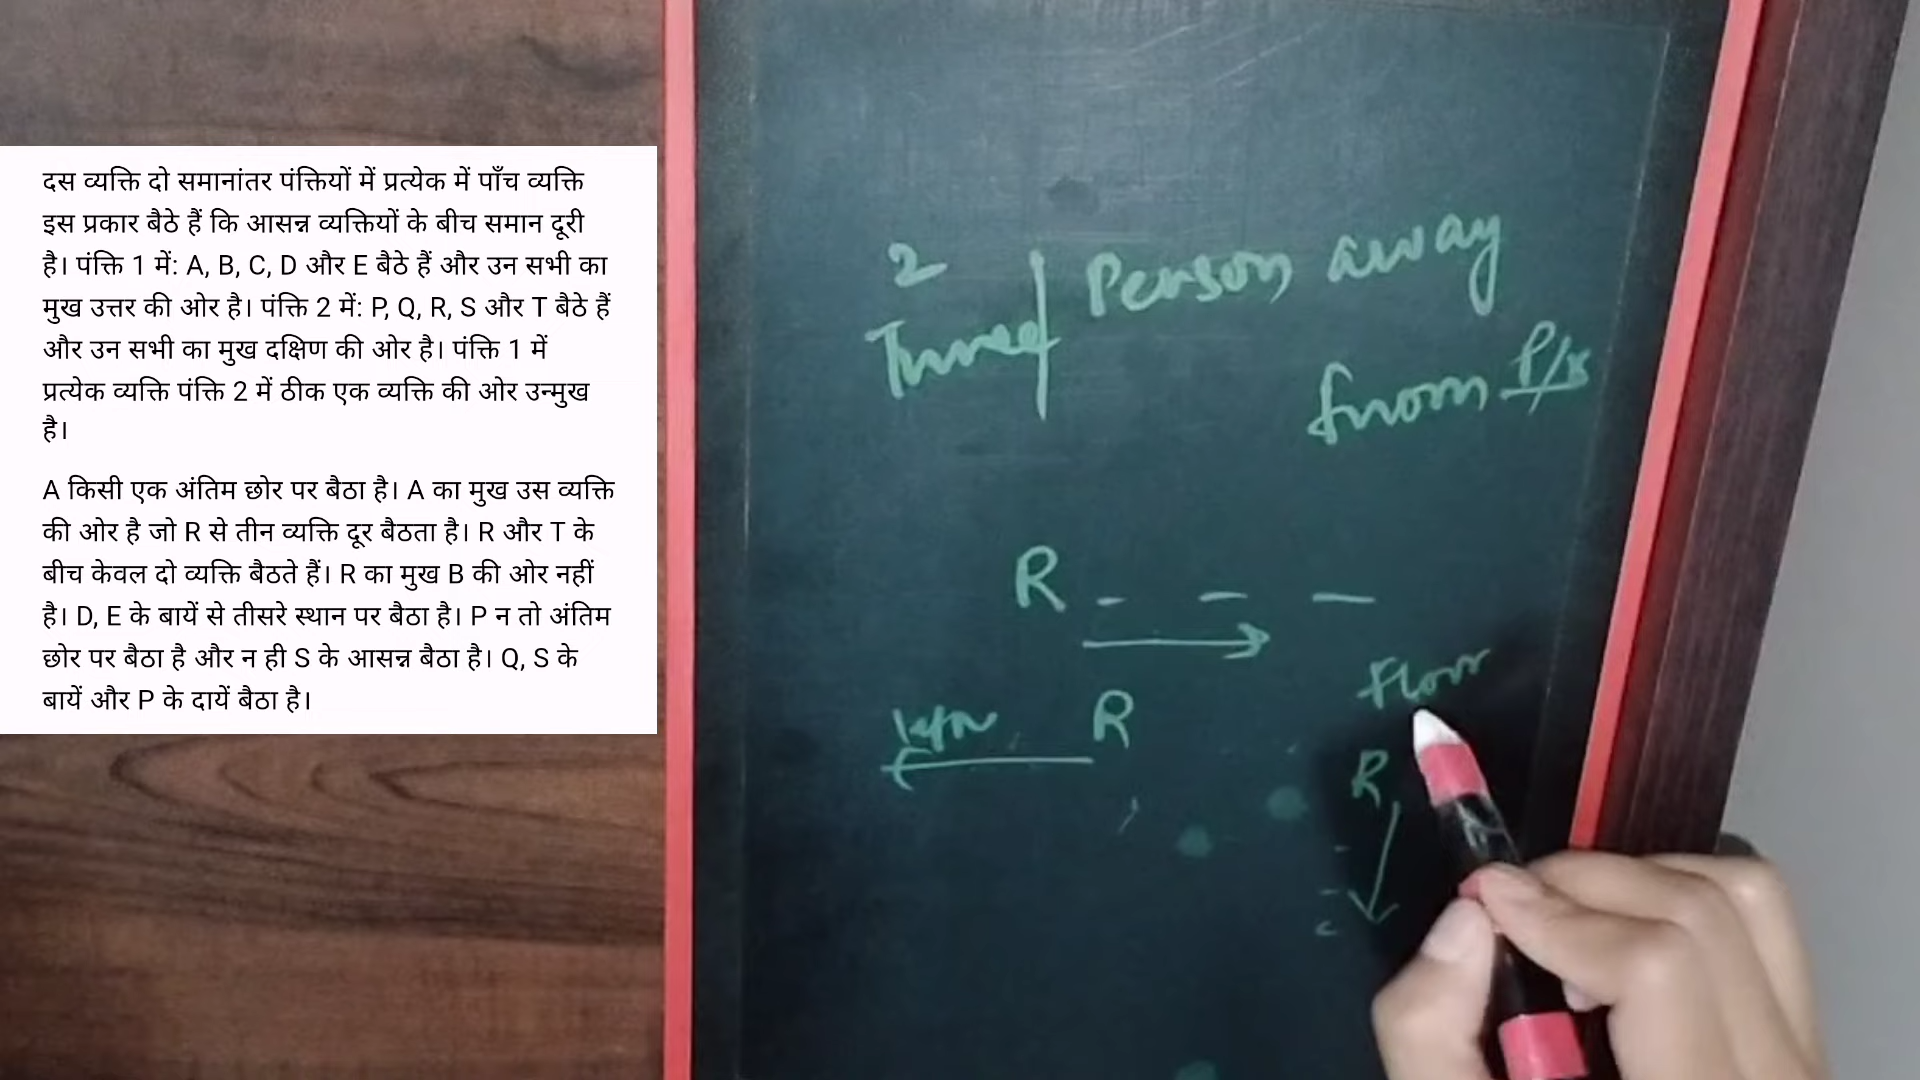 दस व्यक्ति दो समानांतर पंक्तियों में प्रत्येक में पाँच व्यक्ति
इस प्रकार बैठे हैं कि आसन्न व्यक्तियों के बीच समान दूरी
है। पंक्ति 1 में: A, B, C, D और E बैठे हैं और उन सभी का
मुख उत्तर की ओर है। पंक्ति 2 में: P, Q, R, S और T बैठे हैं
और उन सभी का मुख दक्षिण की ओर है। पंक्ति 1 में
प्रत्येक व्यक्ति पंक्ति 2 में ठीक एक व्यक्ति की ओर उन्मुख
है।
A किसी एक अंतिम छोर पर बैठा है। A का मुख उस व्यक्ति
की ओर है जो R से तीन व्यक्ति दूर बैठता है। R और T के
बीच केवल दो व्यक्ति बैठते हैं। R का मुख B की ओर नहीं
है। D, E के बायें से तीसरे स्थान पर बैठा है। P न तो अंतिम
छोर पर बैठा है और न ही S के आसन्न बैठा है। Q, S के
बायें और P के दायें बैठा है।
2
Person away
from
R
R
Floor
R